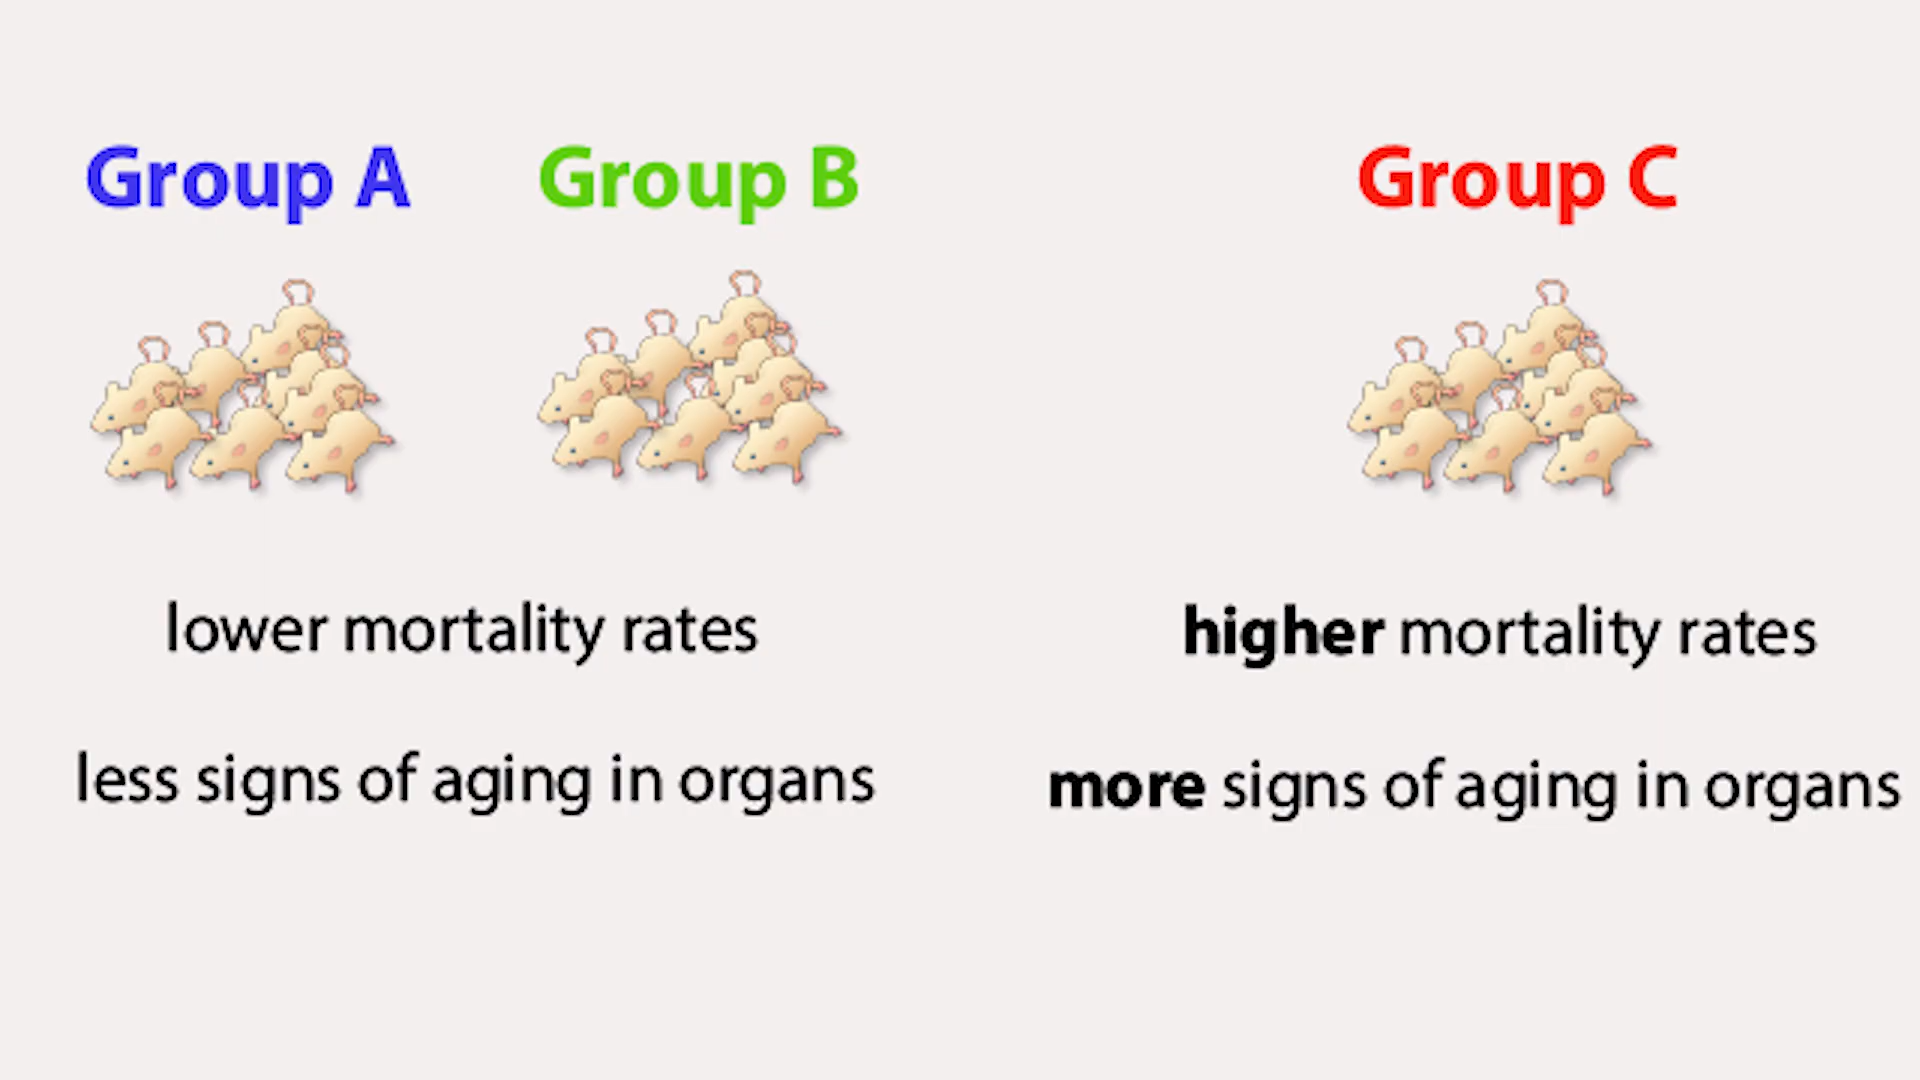 Group A
Group B
Group C
lower mortality rates
higher mortality rates
less signs of aging in organs
more signs of aging in organs